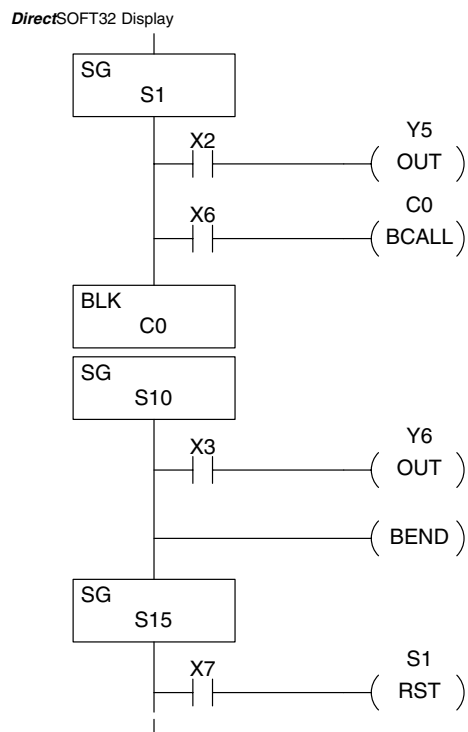 DirectSOFT32 Display
SG
S1
X2
Y5
OUT
X6
C0
BCALL
BLK
C0
SG
S10
X3
Y6
OUT
BEND
SG
S15
X7
S1
RST